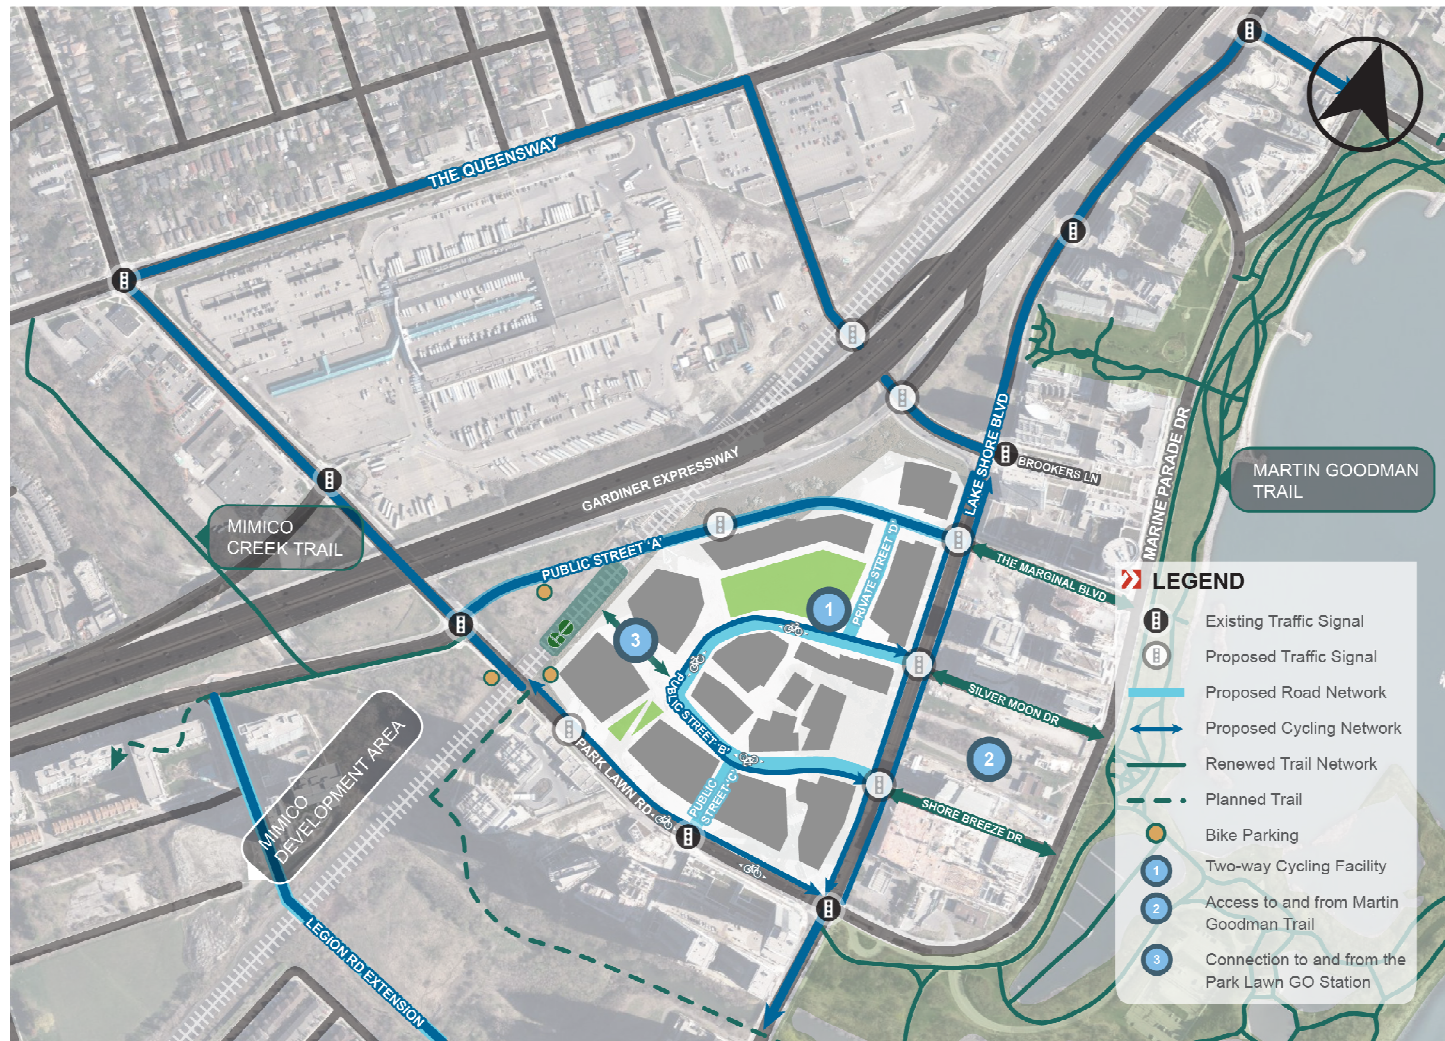 THE QUEENSWAY
GARDINER EXPRESSWAY
LAKE SHORE BLVD
BROOKERS LN
MARINE PARADE DR
MARTIN GOODMAN
TRAIL
MIMICO
CREEK TRAIL
PUBLIC STREET 'A'
PRIVATE STREET 'D'
THE MARGINAL BLVD
1
3
PUBLIC STREET 'B'
SILVER MOON DR
2
PARK LAWN RD
PUBLIC
STREET 'C'
SHORE BREEZE DR
MIMICO
DEVELOPMENT AREA
LEGION RD EXTENSION
LEGEND
Existing Traffic Signal
Proposed Traffic Signal
Proposed Road Network
Proposed Cycling Network
Renewed Trail Network
Planned Trail
Bike Parking
1 Two-way Cycling Facility
2 Access to and from Martin
Goodman Trail
3 Connection to and from the
Park Lawn GO Station